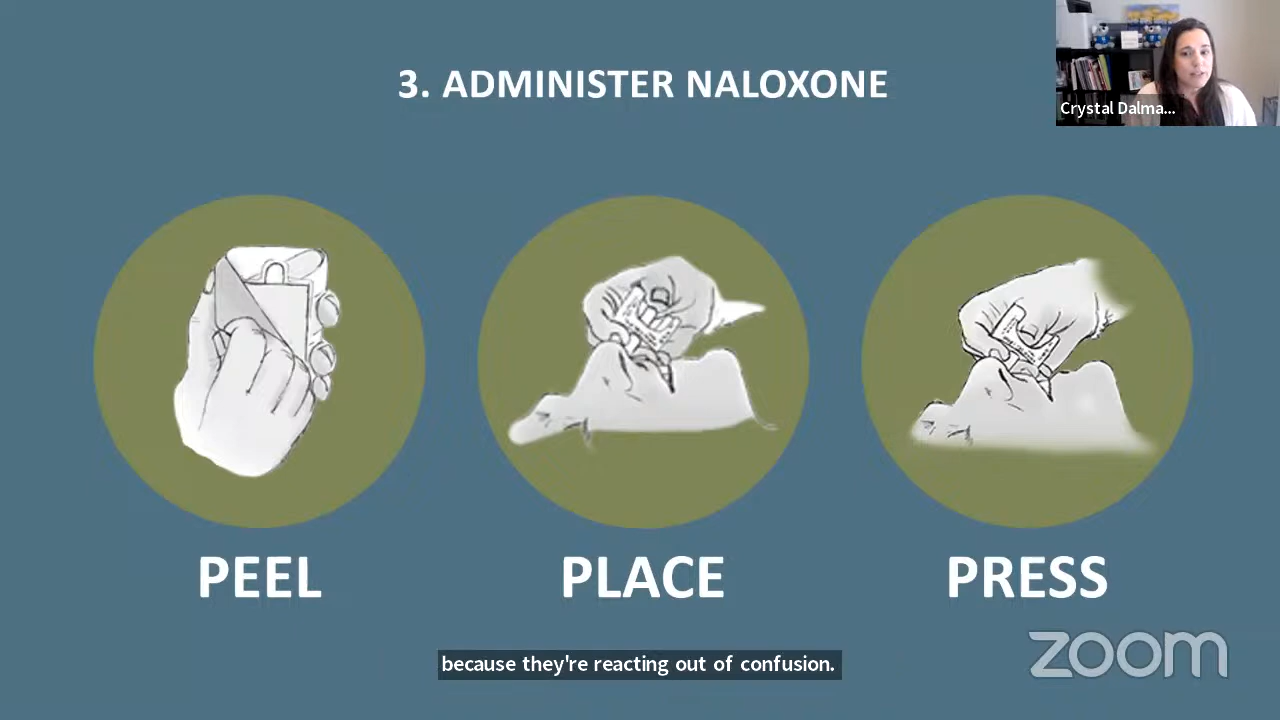 3. ADMINISTER NALOXONE
Crystal Dalma...
PEEL
PLACE
PRESS
because they're reacting out of confusion.
zoom